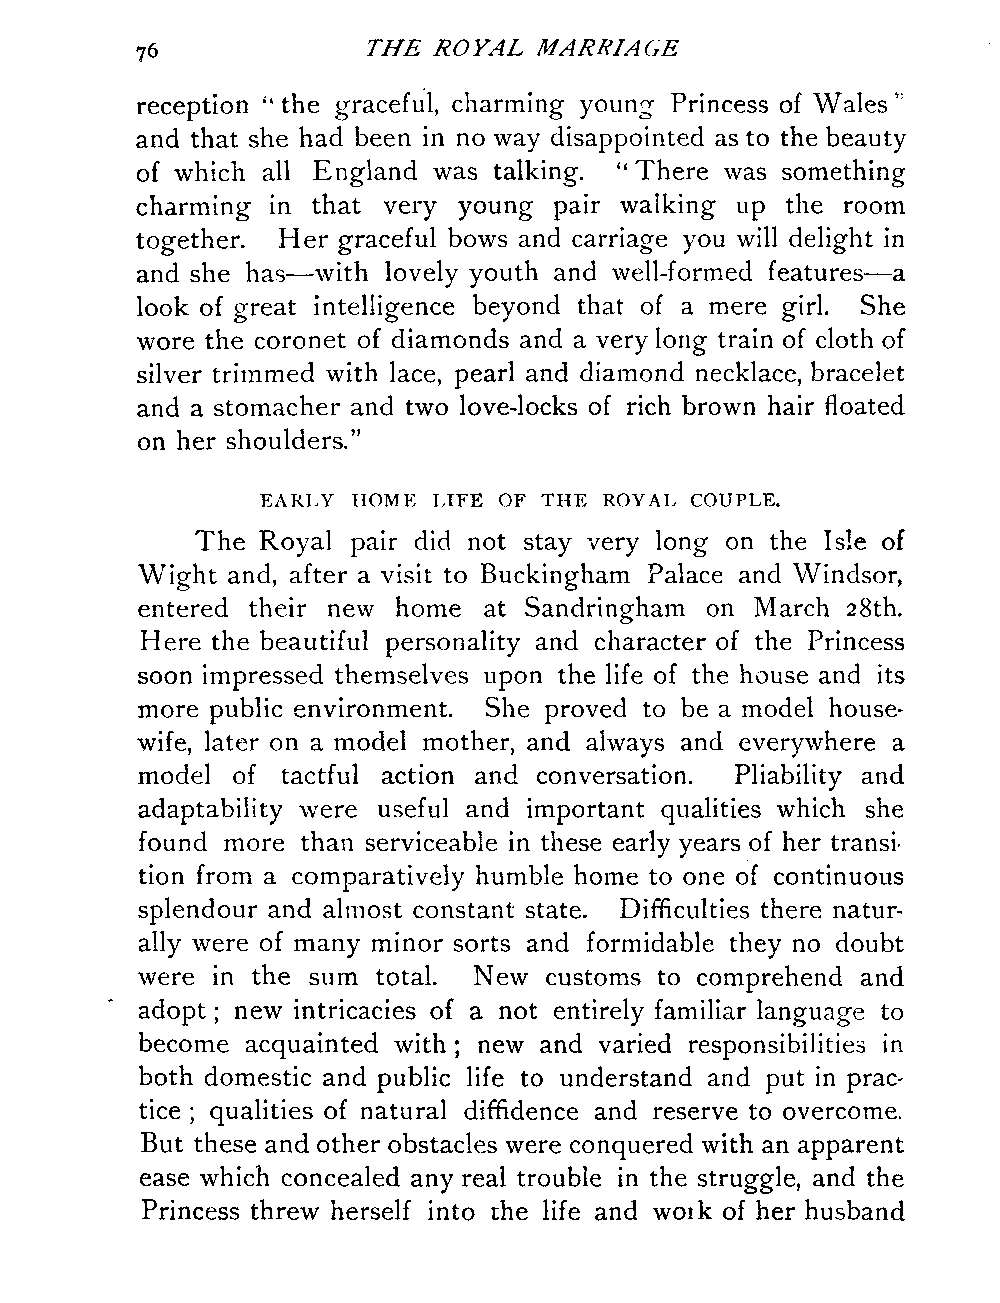 76 THE ROYAL MARRIAGE
reception “ the graceful, charming young Princess of Wales ”
and that she had been in no way disappointed as to the beauty
of which all England was talking. “ There was something
charming in that very young pair walking up the room
together. Her graceful bows and carriage you will delight in
and she has—with lovely youth and well-formed features—a
look of great intelligence beyond that of a mere girl. She
wore the coronet of diamonds and a very long train of cloth of
silver trimmed with lace, pearl and diamond necklace, bracelet
and a stomacher and two love-locks of rich brown hair floated
on her shoulders.”
EARLY HOME LIFE OF THE ROYAL COUPLE.
The Royal pair did not stay very long on the Isle of
Wight and, after a visit to Buckingham Palace and Windsor,
entered their new home at Sandringham on March 28th.
Here the beautiful personality and character of the Princess
soon impressed themselves upon the life of the house and its
more public environment. She proved to be a model house-
wife, later on a model mother, and always and everywhere a
model of tactful action and conversation. Pliability and
adaptability were useful and important qualities which she
found more than serviceable in these early years of her transi-
tion from a comparatively humble home to one of continuous
splendour and almost constant state. Difficulties there natur-
ally were of many minor sorts and formidable they no doubt
were in the sum total. New customs to comprehend and
adopt ; new intricacies of a not entirely familiar language to
become acquainted with ; new and varied responsibilities in
both domestic and public life to understand and put in prac-
tice ; qualities of natural diffidence and reserve to overcome.
But these and other obstacles were conquered with an apparent
ease which concealed any real trouble in the struggle, and the
Princess threw herself into the life and work of her husband